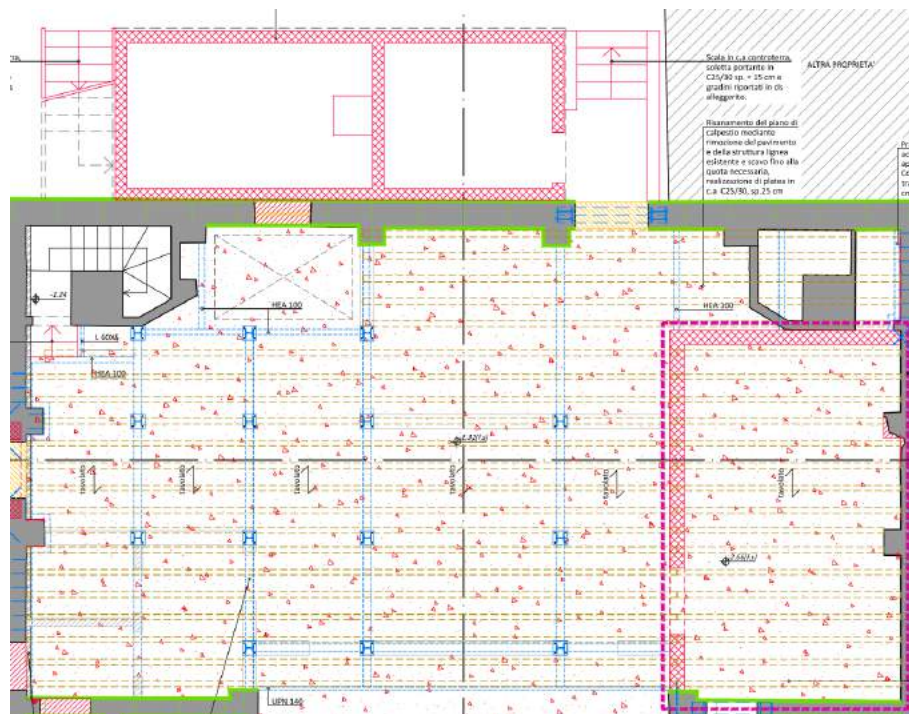 Scala in c.a controterra,
soletta portante in
C25/30 sp. = 15 cm e
gradini riportati in cls
alleggerito.
ALTRA PROPRIETA'
Risanamento del piano di
calpestio mediante
rimozione del pavimento
e della struttura lignea
esistente e scavo fino alla
quota necessaria,
realizzazione di platea in
c.a C25/30, sp.25 cm
HEA 100
HEA 100
HEA 100
tavolato
tavolato
tavolato
tavolato
tavolato
tavolato
UPN 140